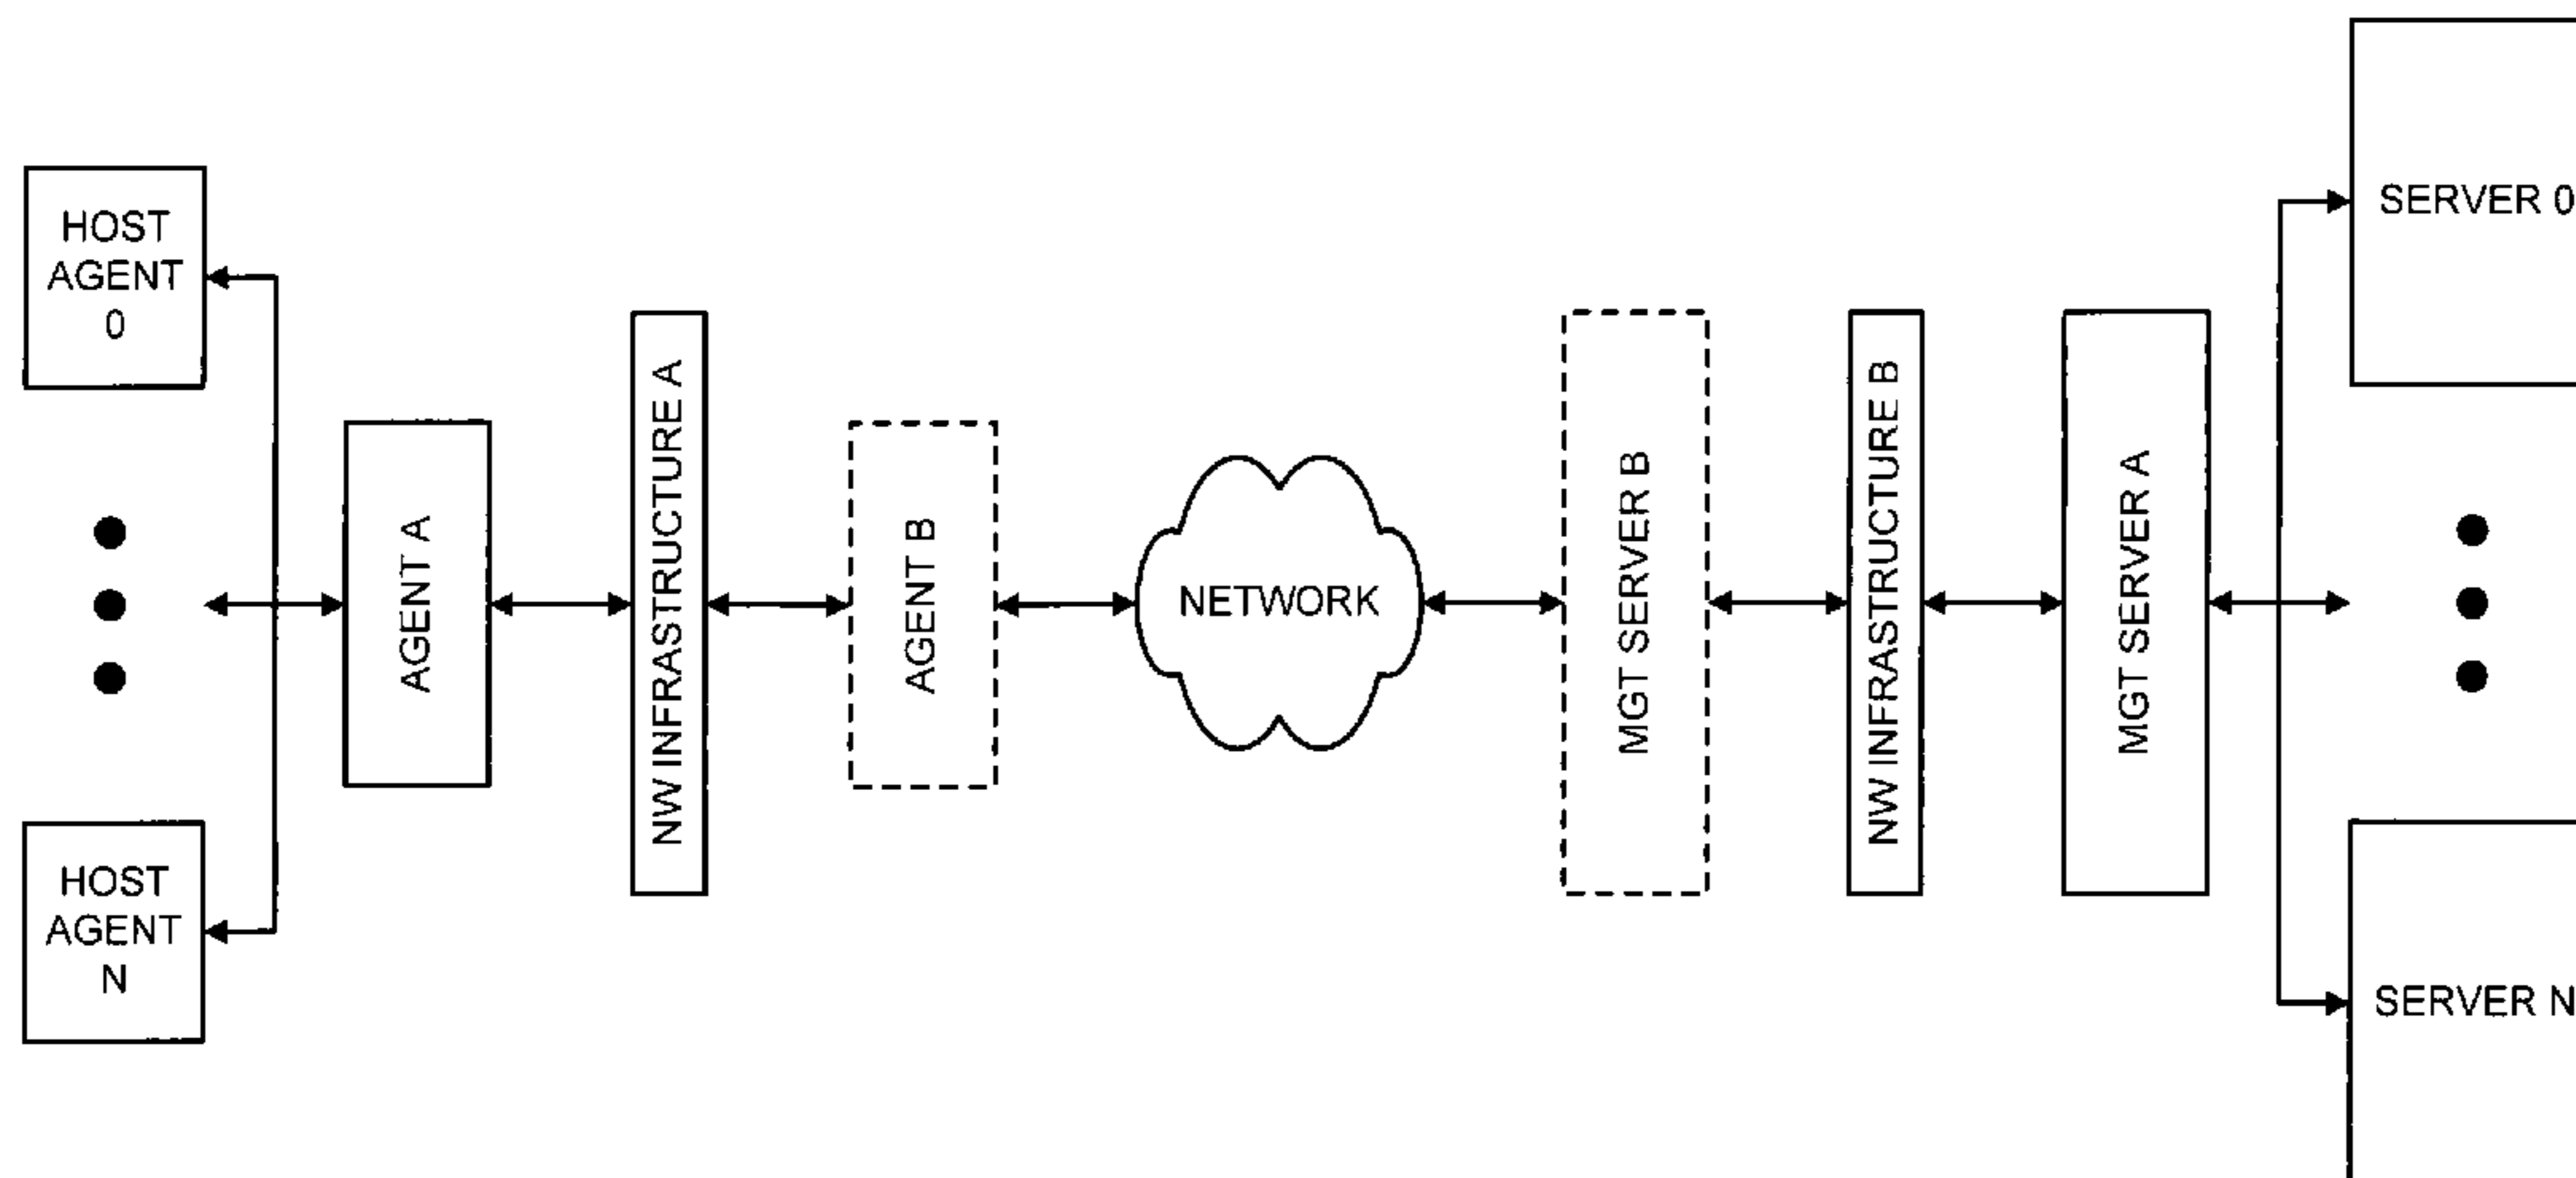 HOST
AGENT
0
HOST
AGENT
N
AGENT A
NW INFRASTRUCTURE A
AGENT B
NETWORK
MGT SERVER B
NW INFRASTRUCTURE B
MGT SERVER A
SERVER 0
SERVER N